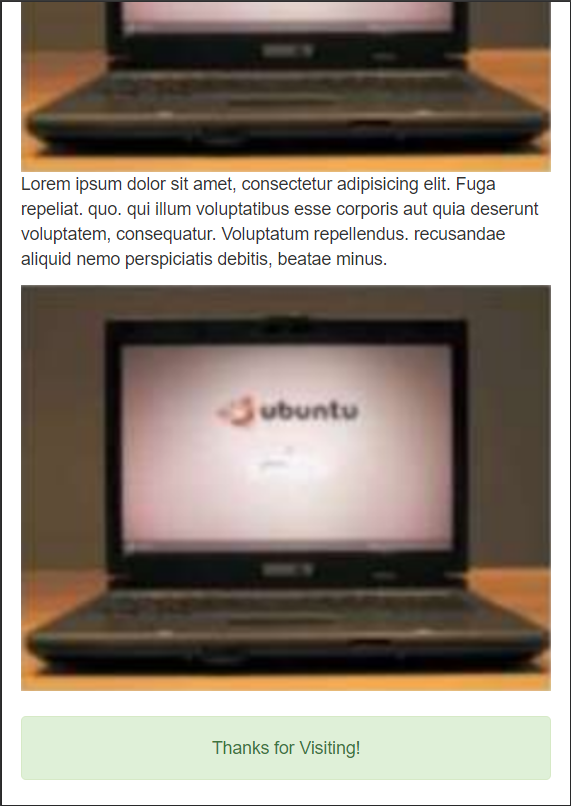 Lorem ipsum dolor sit amet, consectetur adipisicing elit. Fuga
repeliat. quo. qui illum voluptatibus esse corporis aut quia deserunt
voluptatem, consequatur. Voluptatum repellendus. recusandae
aliquid nemo perspiciatis debitis, beatae minus.
ubuntu
Thanks for Visiting!